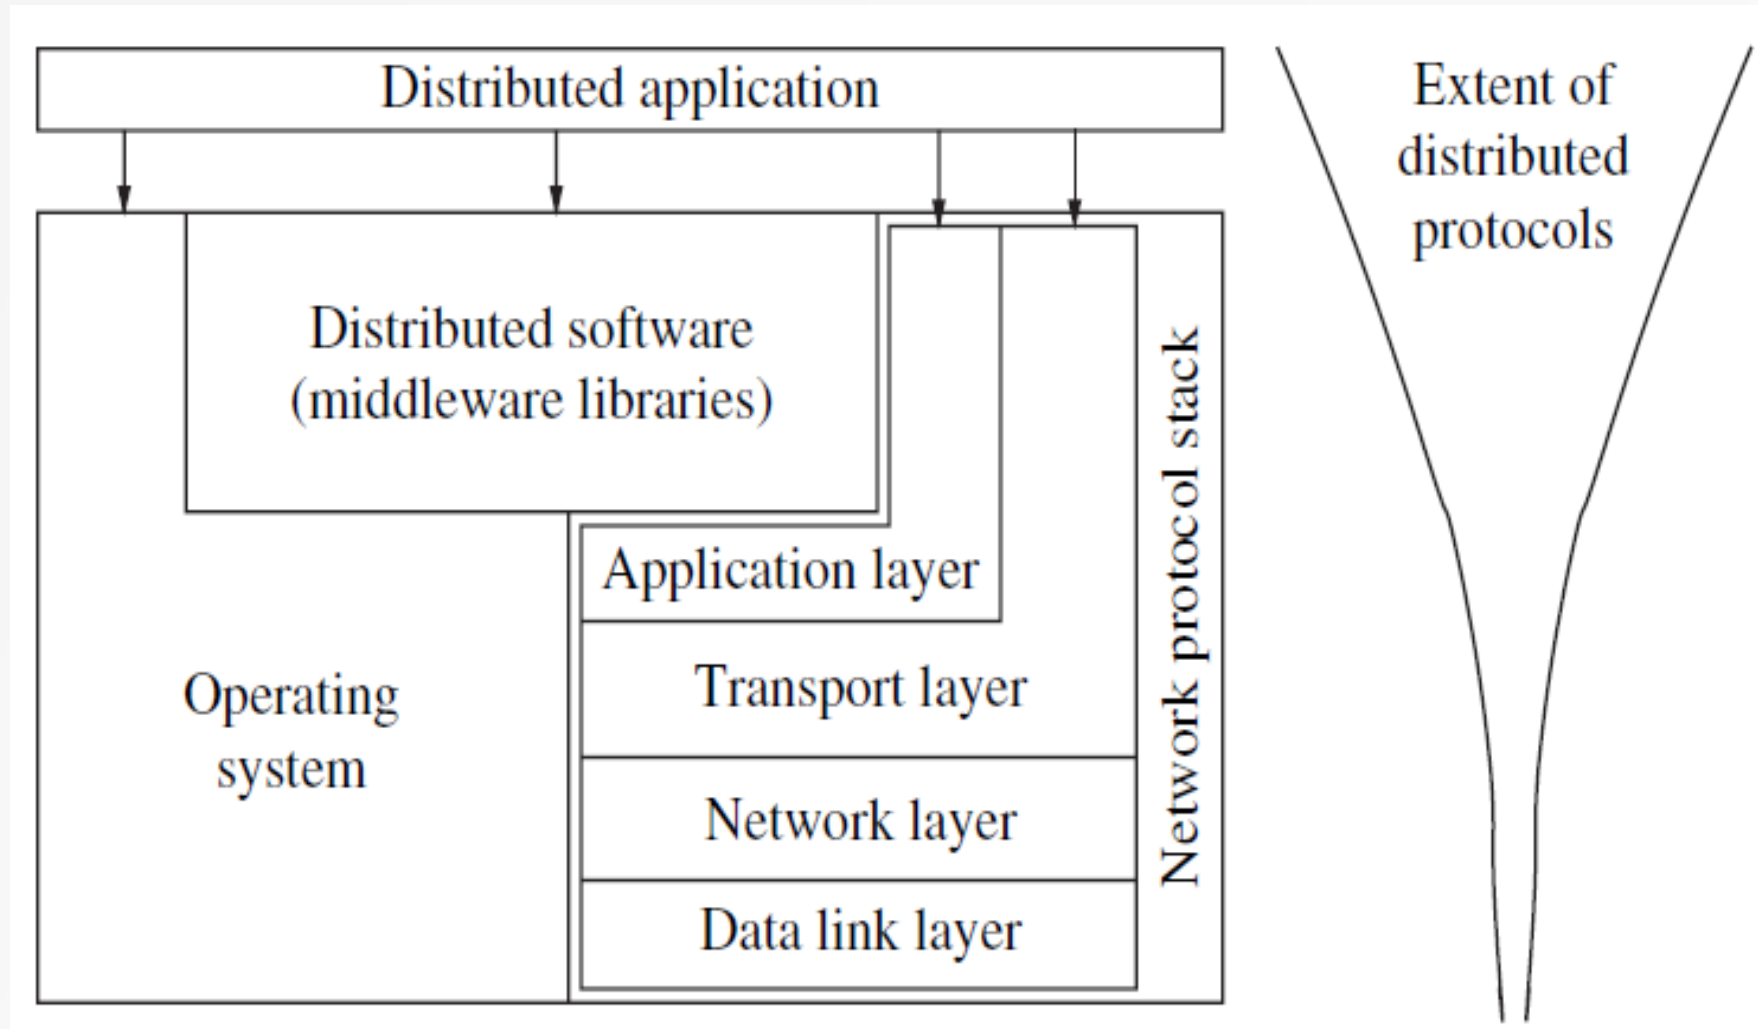 Distributed application
Extent of
distributed
protocols
Distributed software
(middleware libraries)
Application layer
Transport layer
Network layer
Data link layer
Operating
system
Network protocol stack